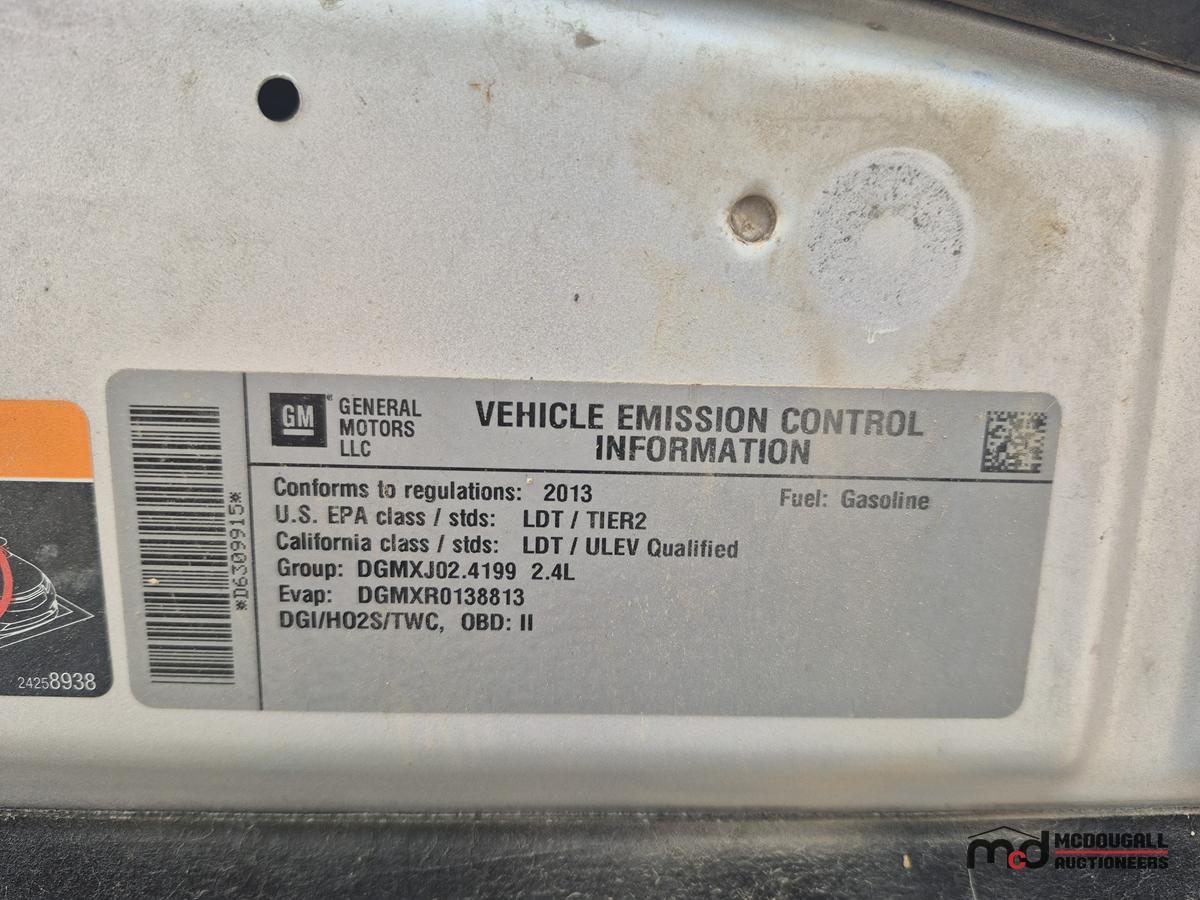 GM
GENERAL
MOTORS
LLC
VEHICLE EMISSION CONTROL
INFORMATION
Conforms to regulations: 2013
Fuel: Gasoline
U.S. EPA class / stds: LDT / TIER2
California class / stds: LDT / ULEV Qualified
Group: DGMXJ02.4199 2.4L
Evap: DGMXR0138813
DGI/HO2S/TWC, OBD: II
*D6309915*
24258938
mcd
MCDOUGALL
AUCTIONEERS